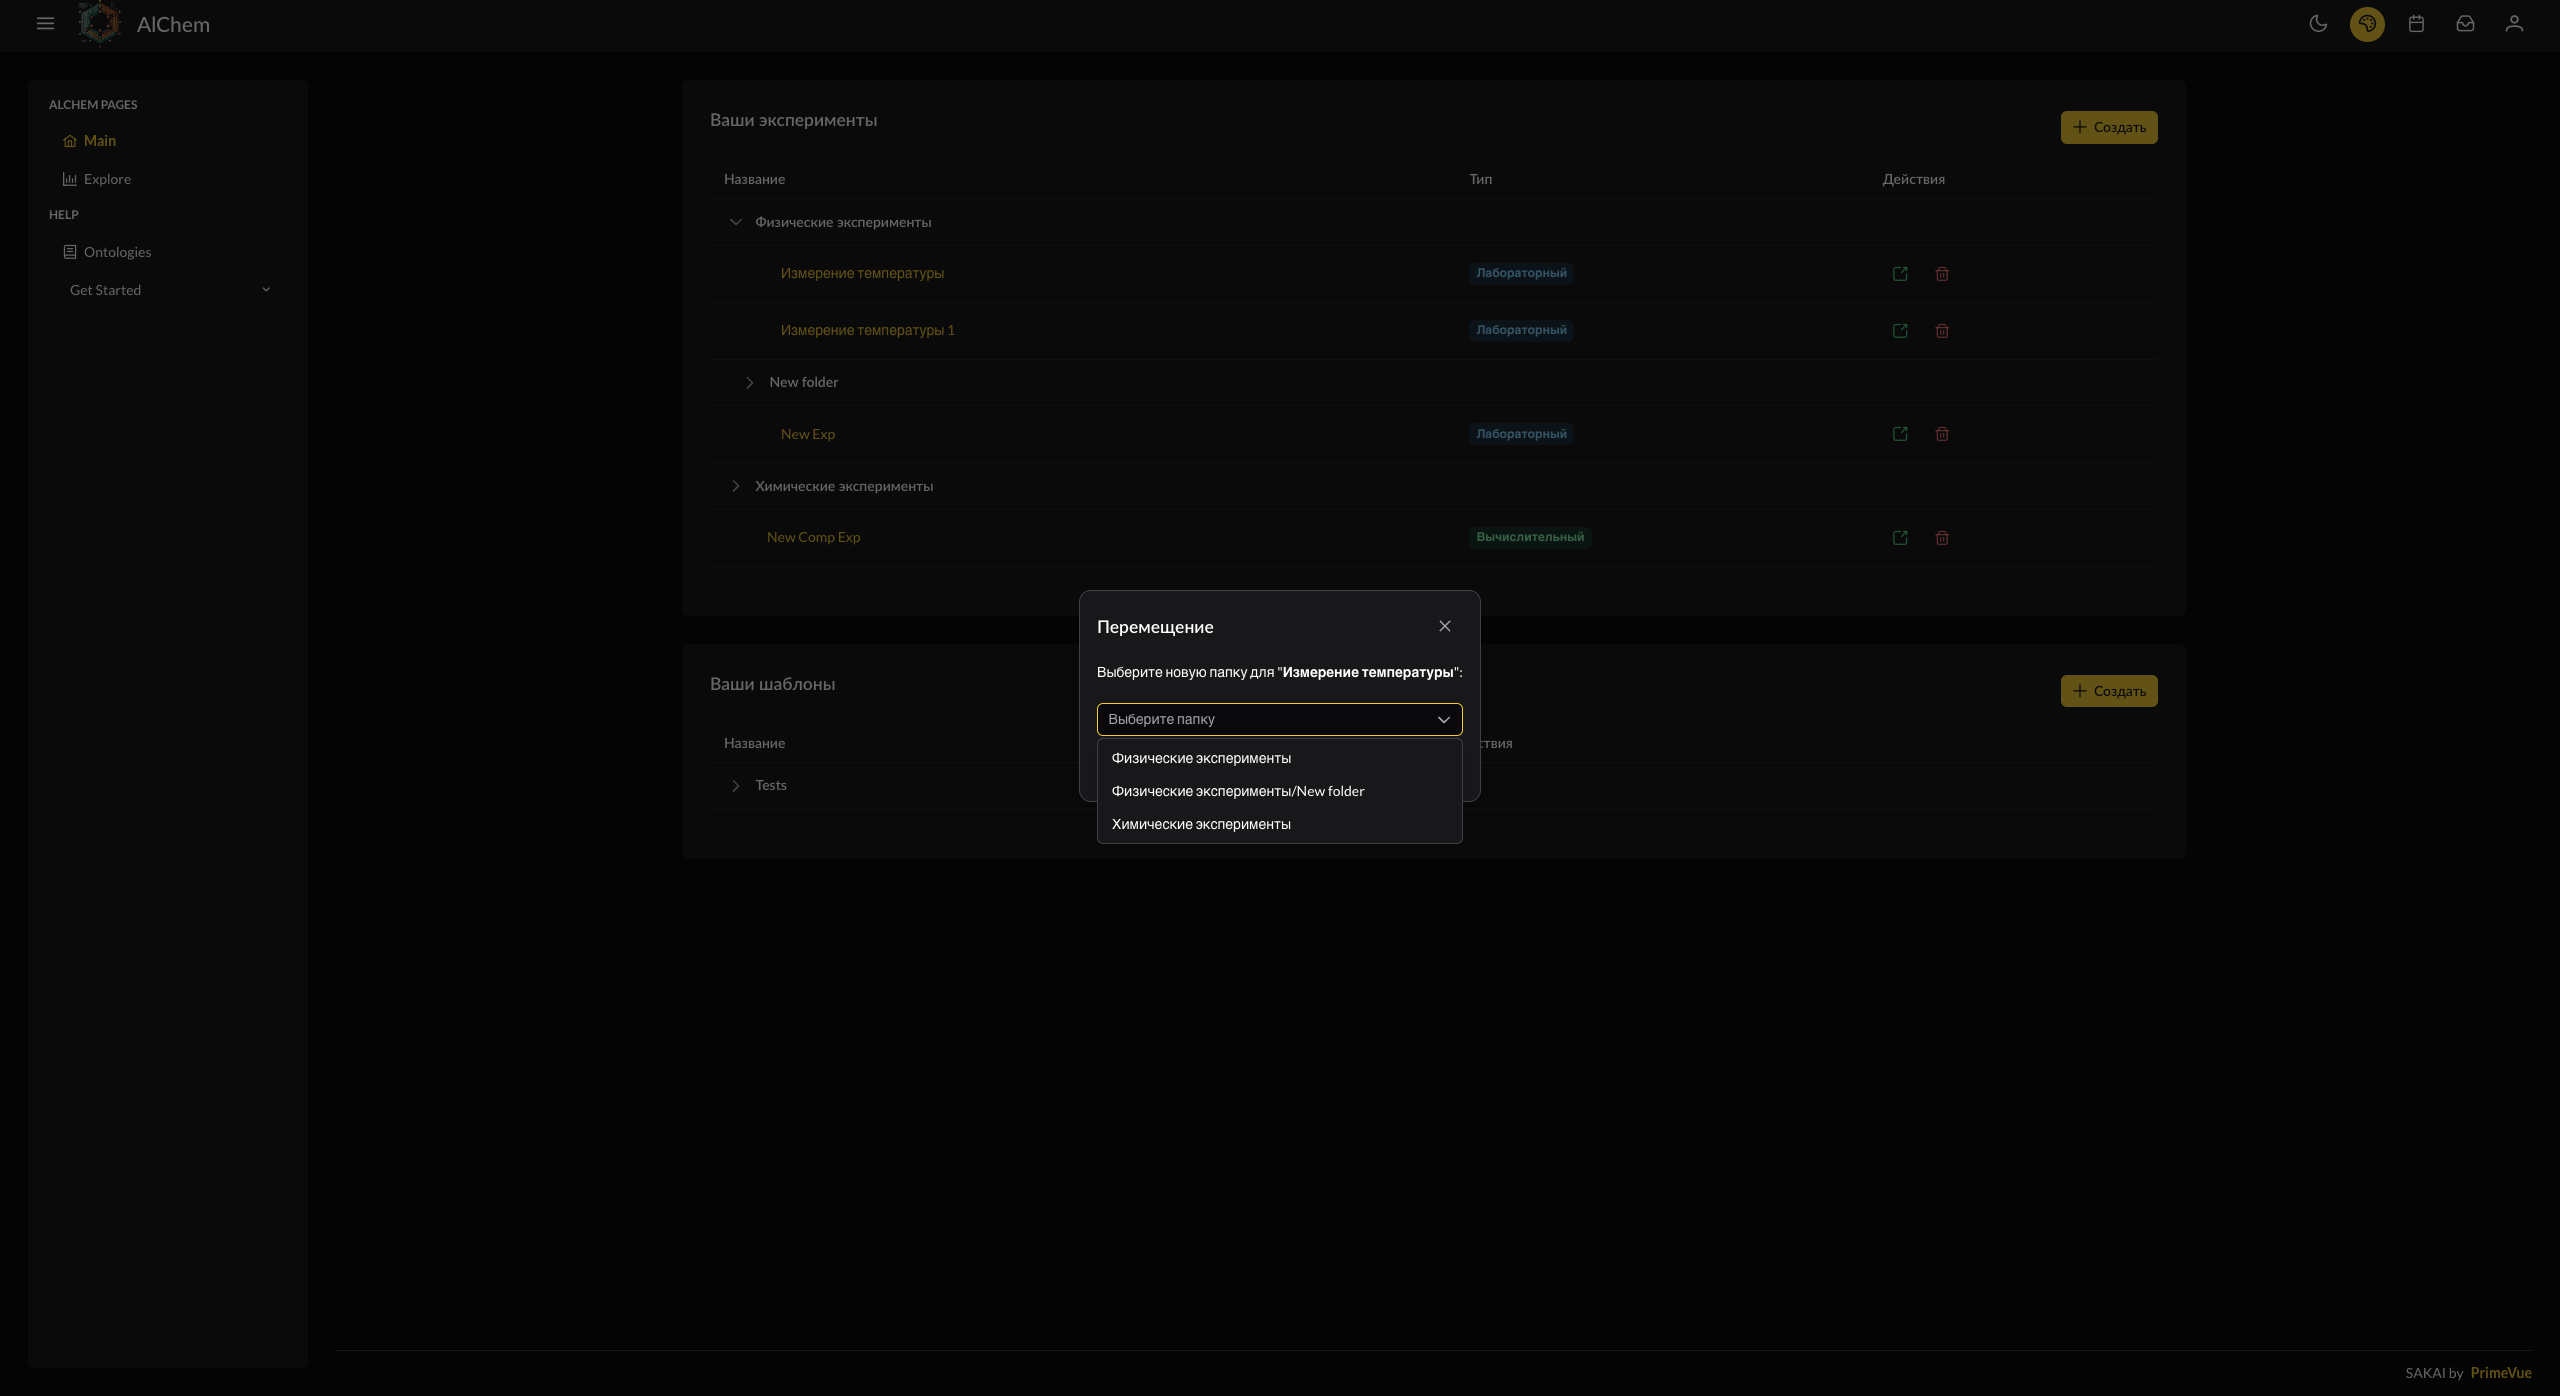 AlChem
ALCHEM PAGES
Main
Explore
HELP
Ontologies
Get Started
Ваши эксперименты
Создать
Название Тип Действия
Физические эксперименты
Измерение температуры Лабораторный
Измерение температуры 1 Лабораторный
New folder
New Exp Лабораторный
Химические эксперименты
New Comp Exp Вычислительный
Перемещение
Выберите новую папку для "Измерение температуры":
Выберите папку
Физические эксперименты
Физические эксперименты/New folder
Химические эксперименты
Ваши шаблоны
Создать
Название ствия
Tests
SAKAI by PrimeVue